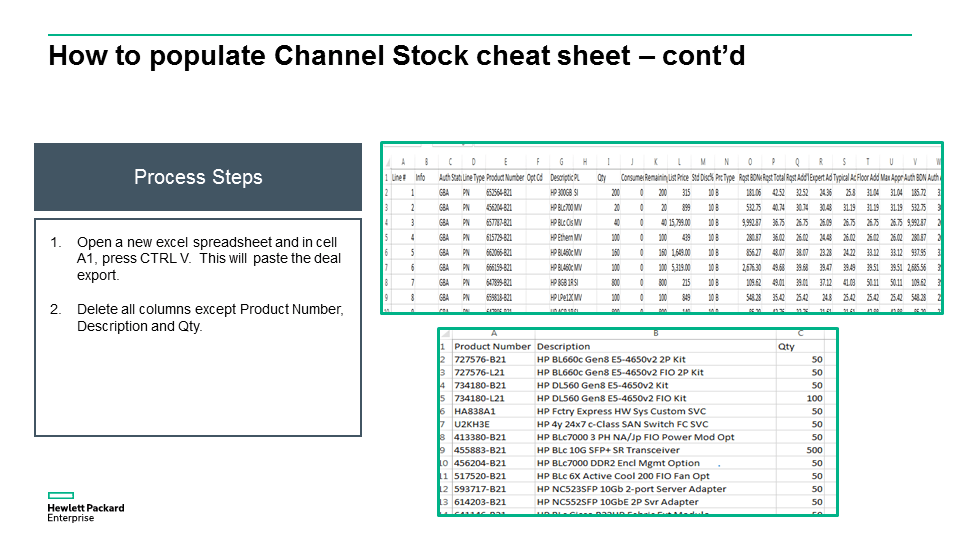 How to populate Channel Stock cheat sheet – cont’d
Process Steps
1. Open a new excel spreadsheet and in cell
A1, press CTRL V. This will paste the deal
export.
2. Delete all columns except Product Number,
Description and Qty.
A B C D E F G H I J K L M N O P Q R S T U V W
1 Line # Info Auth Stat Line Type Product Number Opt Cd Descriptic PL Qty Consumed Remaining List Price Std Disc% Prc Type Rqst BDNe Rqst Total Rqst Add'l Expert Ad Typical Ac Floor Add Max Appr Auth BDN Auth
2 1 GBA PN 652564-B21 HP 300GB SI 200 0 200 315 10 B 181.06 42.52 32.52 24.36 25.8 31.04 31.04 185.72
3 2 GBA PN 456204-B21 HP BLc700 MV 20 0 20 899 10 B 532.75 40.74 30.74 30.48 31.19 31.19 31.19 532.75
4 3 GBA PN 657787-B21 HP BLc Cis MV 40 0 40 15,799.00 10 B 9,992.87 36.75 26.75 26.09 26.75 26.75 26.75 9,992.87
5 4 GBA PN 615729-B21 HP Ethern MV 100 0 100 439 10 B 280.87 36.02 26.02 24.48 26.02 26.02 26.02 280.87
6 5 GBA PN 662066-B21 HP BL460c MV 160 0 160 1,649.00 10 B 856.27 48.07 38.07 23.28 24.22 33.12 33.12 937.95
7 6 GBA PN 666159-B21 HP BL460c MV 100 0 100 5,319.00 10 B 2,676.30 49.68 39.68 39.47 39.49 39.51 39.51 2,685.56
8 7 GBA PN 647899-B21 HP 8GB 1R SI 800 0 800 215 10 B 109.62 49.01 39.01 37.12 41.03 50.11 50.11 109.62
9 8 GBA PN 659818-B21 HP LPe12C MV 100 0 100 849 10 B 548.28 35.42 25.42 24.8 25.42 25.42 25.42 548.28
A B C
1 Product Number Description Qty
2 727576-B21 HP BL660c Gen8 E5-4650v2 2P Kit 50
3 727576-L21 HP BL660c Gen8 E5-4650v2 FIO 2P Kit 50
4 734180-B21 HP DL560 Gen8 E5-4650v2 Kit 50
5 734180-L21 HP DL560 Gen8 E5-4650v2 FIO Kit 100
6 HA838A1 HP Fctry Express HW Sys Custom SVC 50
7 U2KH3E HP 4y 24x7 c-Class SAN Switch FC SVC 50
8 413380-B21 HP BLc7000 3 PH NA/Jp FIO Power Mod Opt 50
9 455883-B21 HP BLc 10G SFP+ SR Transceiver 500
10 456204-B21 HP BLc7000 DDR2 Encl Mgmt Option 50
11 517520-B21 HP BLc 6X Active Cool 200 FIO Fan Opt 50
12 593717-B21 HP NC523SFP 10Gb 2-port Server Adapter 50
13 614203-B21 HP NC552SFP 10GbE 2P Svr Adapter 50
Hewlett Packard
Enterprise